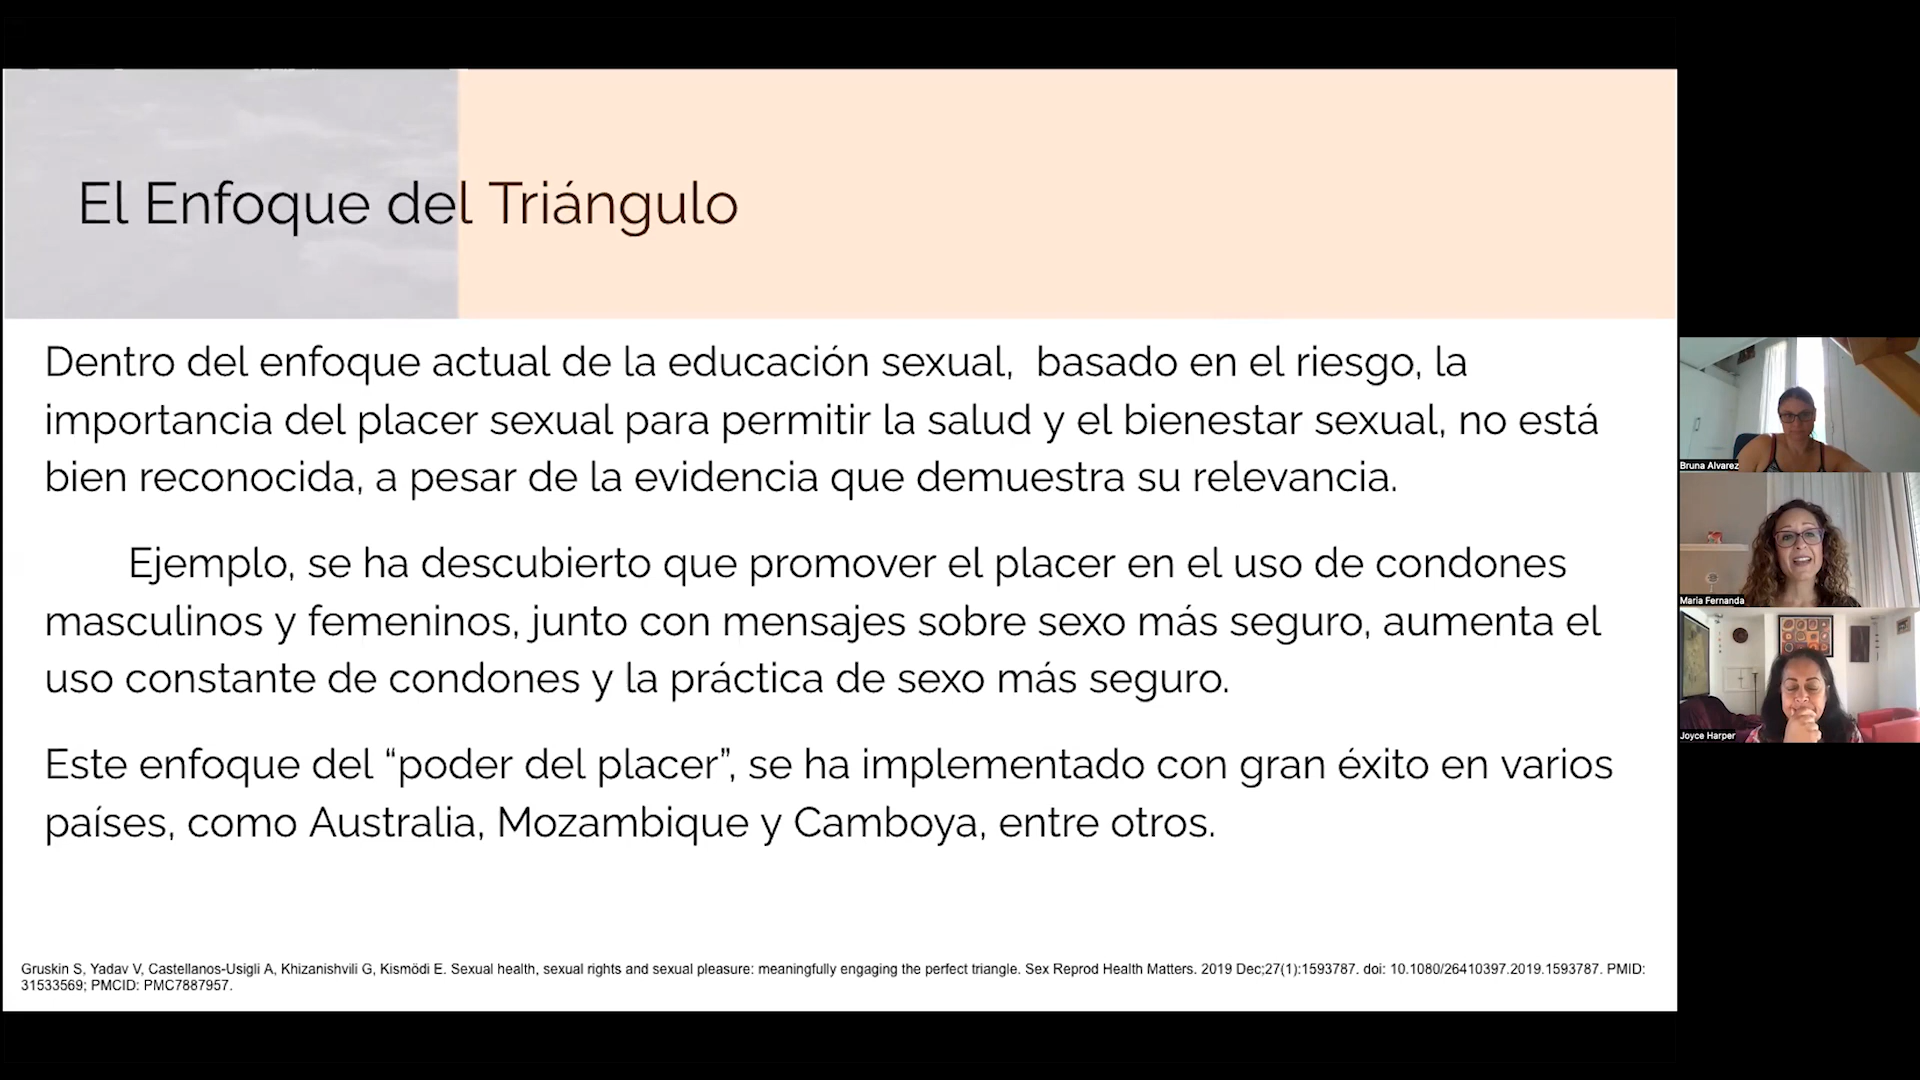 El Enfoque del Triángulo
Dentro del enfoque actual de la educación sexual, basado en el riesgo, la
importancia del placer sexual para permitir la salud y el bienestar sexual, no está
bien reconocida, a pesar de la evidencia que demuestra su relevancia.
Ejemplo, se ha descubierto que promover el placer en el uso de condones
masculinos y femeninos, junto con mensajes sobre sexo más seguro, aumenta el
uso constante de condones y la práctica de sexo más seguro.
Este enfoque del “poder del placer”, se ha implementado con gran éxito en varios
países, como Australia, Mozambique y Camboya, entre otros.
Gruskin S, Yadav V, Castellanos-Usigli A, Khizanishvili G, Kismödi E. Sexual health, sexual rights and sexual pleasure: meaningfully engaging the perfect triangle. Sex Reprod Health Matters. 2019 Dec;27(1):1593787. doi: 10.1080/26410397.2019.1593787. PMID:
31533569; PMCID: PMC7887957.
Bruna Alvarez
María Fernanda
Joyce Harper